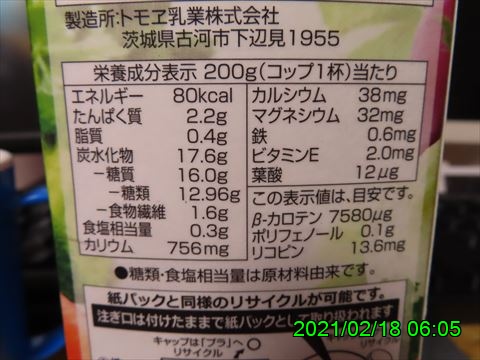 製造所:トモヱ乳業株式会社
茨城県古河市下辺見1955
栄養成分表示 200g(コップ1杯)当たり
エネルギー 80kcal
たんぱく質 2.2g
脂質 0.4g
炭水化物 17.6g
－糖質 16.0g
－糖類 12.96g
－食物繊維 1.6g
食塩相当量 0.3g
カリウム 756mg
カルシウム 38mg
マグネシウム 32mg
鉄 0.6mg
ビタミンE 2.0mg
葉酸 12μg
この表示値は、目安です。
β-カロテン 7580μg
ポリフェノール 0.1g
リコピン 13.6mg
●糖類・食塩相当量は原材料由来です。
紙パックと同様のリサイクルが可能です。
注ぎ口は付けたままで紙パックとして取り扱われます
キャップは「プラ」へ
リサイクル
2021/02/18 06:05